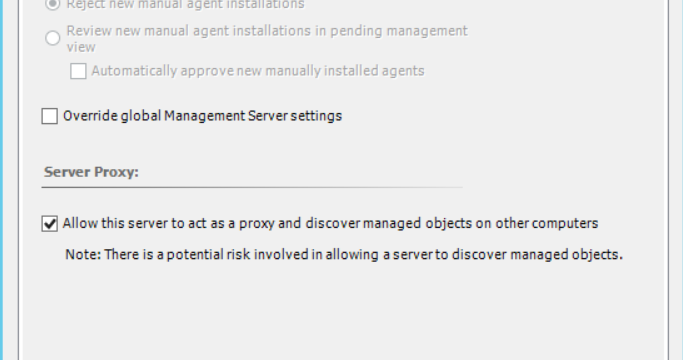 Reject new manual agent installations
Review new manual agent installations in pending management
view
Automatically approve new manually installed agents
Override global Management Server settings
Server Proxy:
Allow this server to act as a proxy and discover managed objects on other computers
Note: There is a potential risk involved in allowing a server to discover managed objects.